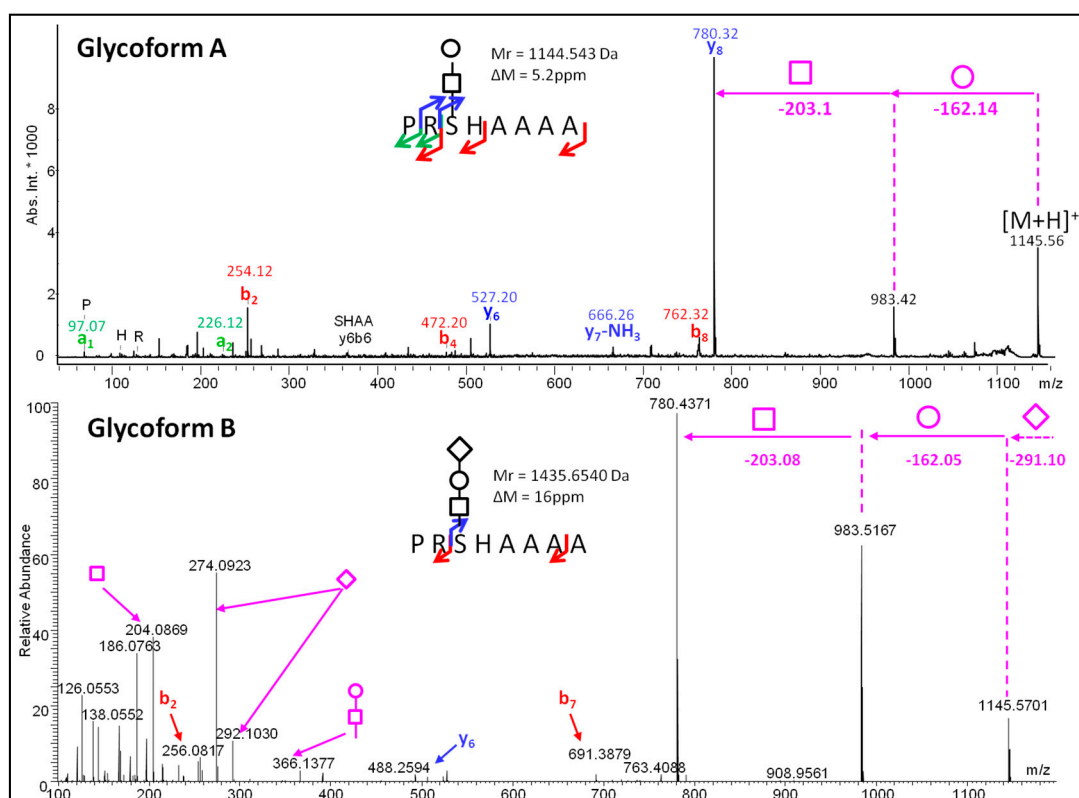 Glycoform A
Mr = 1144.543 Da
ΔM = 5.2ppm
P R S H A A A A
780.32
y8
-203.1
-162.14
[M+H]+
1145.56
983.42
Abs. Int. * 1000
8
6
4
2
0
P
97.07
a1
H R
226.12
a2
254.12
b2
SHAA
y6b6
472.20
b4
527.20
y6
666.26
y7-NH3
762.32
b8
100 200 300 400 500 600 700 800 900 1000 1100 m/z
Glycoform B
Mr = 1435.6540 Da
ΔM = 16ppm
P R S H A A A A
780.4371
-203.08
-162.05
-291.10
983.5167
1145.5701
Relative Abundance
100
80
60
40
20
0
274.0923
204.0869
186.0763
126.0553
138.0552
b2
256.0817
292.1030
366.1377
y6
488.2594
b7
691.3879
763.4088
908.9561
100 200 300 400 500 600 700 800 900 1000 1100 m/z